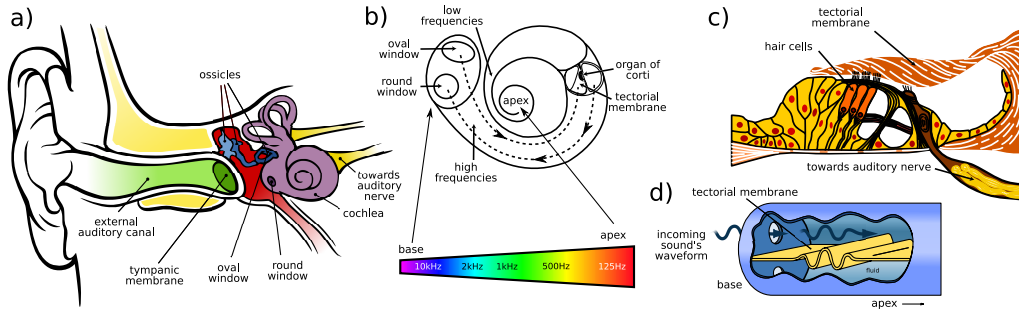 a)
ossicles
external
auditory canal
tympanic
membrane
oval
window
round
window
cochlea
towards
auditory
nerve
b)
low
frequencies
oval
window
round
window
apex
organ of
corti
tectorial
membrane
high
frequencies
base
apex
10kHz 2kHz 1kHz 500Hz 125Hz
c)
tectorial
membrane
hair cells
towards auditory nerve
d)
tectorial membrane
incoming
sound's
waveform
fluid
base
apex